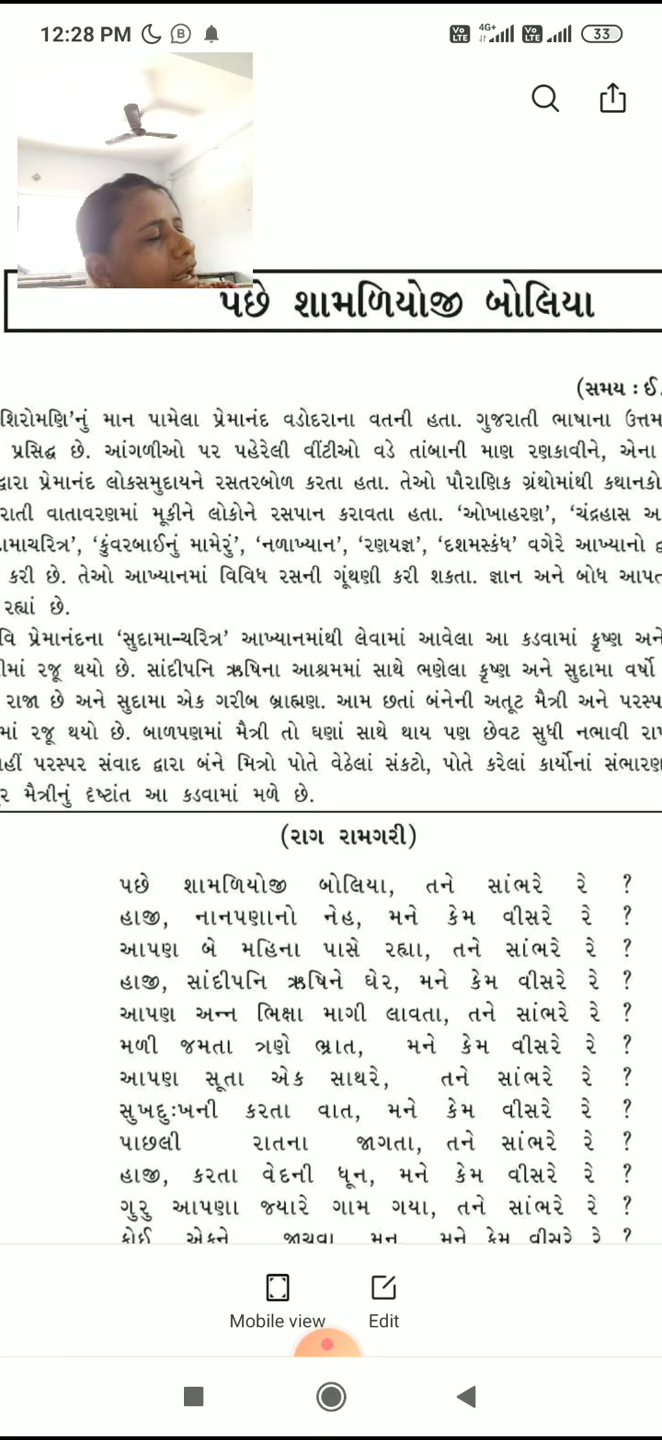 12:28 PM
4G+
33
પછે શામળિયોજી બોલિયા
(સમય : ઈ.
શિરોમણિ'નું માન પામેલા પ્રેમાનંદ વડોદરાના વતની હતા. ગુજરાતી ભાષાના ઉત્તમ
પ્રસિદ્ધ છે. આંગળીઓ પર પહેરેલી વીંટીઓ વડે તાંબાની માણ રણકાવીને, એના
દ્વારા પ્રેમાનંદ લોકસમુદાયને રસતરબોળ કરતા હતા. તેઓ પૌરાણિક ગ્રંથોમાંથી કથાનકો
રાતી વાતાવરણમાં મૂકીને લોકોને રસપાન કરાવતા હતા. 'ઓખાહરણ', 'ચંદ્રહાસ અ
ામાચરિત્ર', 'કુંવરબાઈનું મામેરું', 'નળાખ્યાન', 'રણયજ્ઞ', 'દશમસ્કંધ' વગેરે આખ્યાનો
કરી છે. તેઓ આખ્યાનમાં વિવિધ રસની ગૂંથણી કરી શકતા. જ્ઞાન અને બોધ આપત
રહ્યાં છે.
વિ પ્રેમાનંદના 'સુદામા-ચરિત્ર' આખ્યાનમાંથી લેવામાં આવેલા આ કડવામાં કૃષ્ણ અને
માં રજૂ થયો છે. સાંદીપનિ ઋષિના આશ્રમમાં સાથે ભણેલા કૃષ્ણ અને સુદામા વર્ષો
રાજા છે અને સુદામા એક ગરીબ બ્રાહ્મણ. આમ છતાં બંનેની અતૂટ મૈત્રી અને પરસ્પ
માં રજૂ થયો છે. બાળપણમાં મૈત્રી તો ઘણાં સાથે થાય પણ છેવટ સુધી નભાવી રા
હીં પરસ્પર સંવાદ દ્વારા બંને મિત્રો પોતે વેઠેલાં સંકટો, પોતે કરેલાં કાર્યોનાં સંભારણ
ર મૈત્રીનું દૃષ્ટાંત આ કડવામાં મળે છે.
(રાગ રામગરી)
પછે શામળિયોજી બોલિયા, તને સાંભરે રે ?
હાજી, નાનપણાનો નેહ, મને કેમ વીસરે રે ?
આપણ બે મહિના પાસે રહ્યા, તને સાંભરે રે ?
હાજી, સાંદીપનિ ઋષિને ઘેર, મને કેમ વીસરે રે ?
આપણ અન્ન ભિક્ષા માગી લાવતા, તને સાંભરે રે ?
મળી જમતા ત્રણે ભ્રાત, મને કેમ વીસરે રે ?
આપણ સૂતા એક સાથરે, તને સાંભરે રે ?
સુખદુઃખની કરતા વાત, મને કેમ વીસરે રે ?
પાછલી રાતના જાગતા, તને સાંભરે રે ?
હાજી, કરતા વેદની ધૂન, મને કેમ વીસરે રે ?
ગુરુ આપણા જ્યારે ગામ ગયા, તને સાંભરે રે ?
કોઈ એકને જાચવા મન મને કેમ વીસરે રે ?
Mobile view
Edit